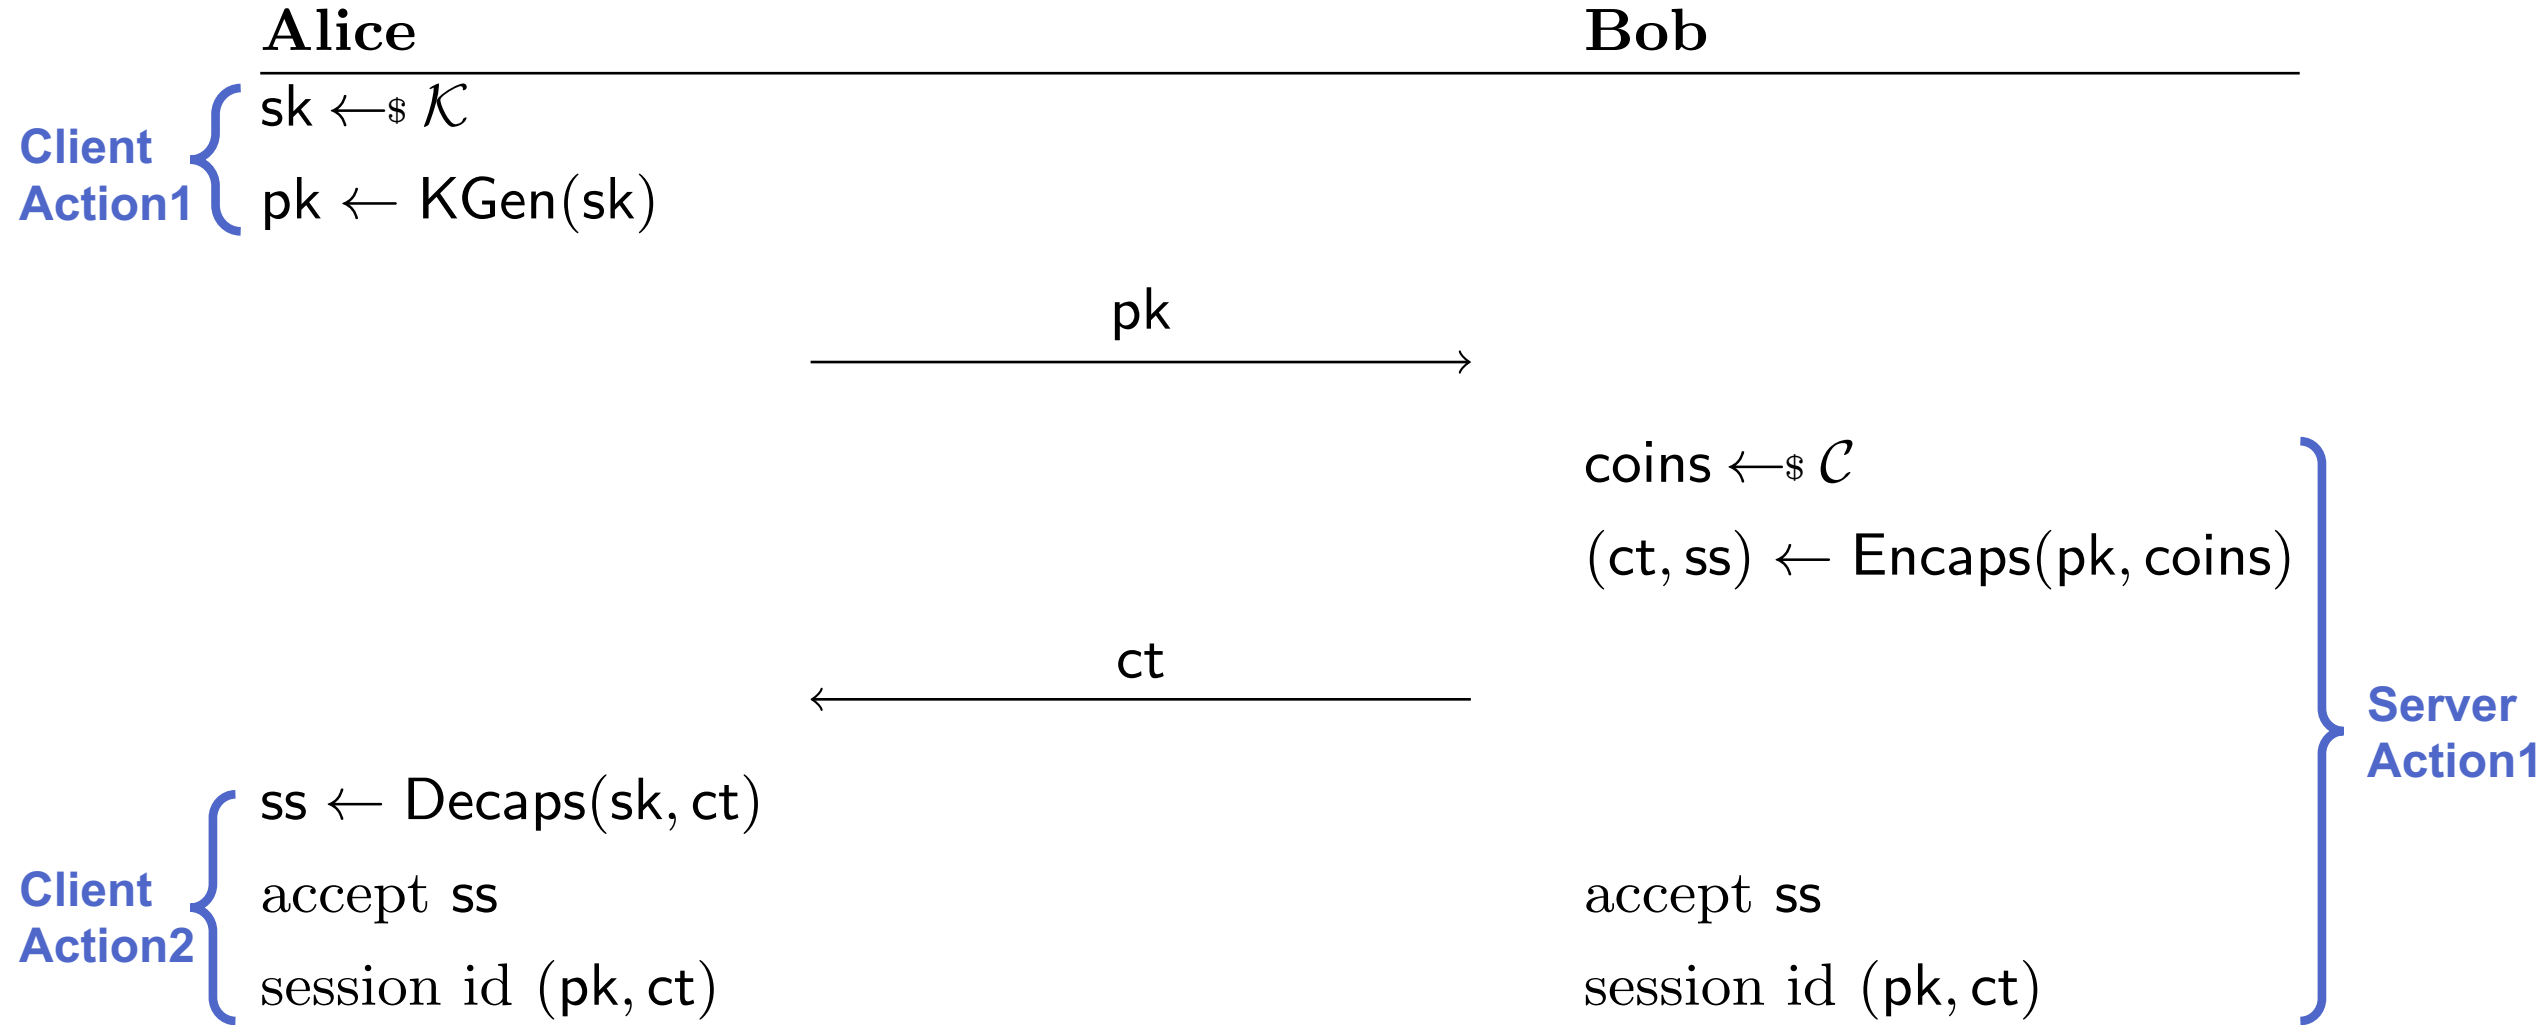 Alice Bob
Client
Action1
sk ←$ 𝒦
pk ← KGen(sk)
pk
coins ←$ 𝒞
(ct, ss) ← Encaps(pk, coins)
ct
Server
Action1
Client
Action2
ss ← Decaps(sk, ct)
accept ss accept ss
session id (pk, ct) session id (pk, ct)